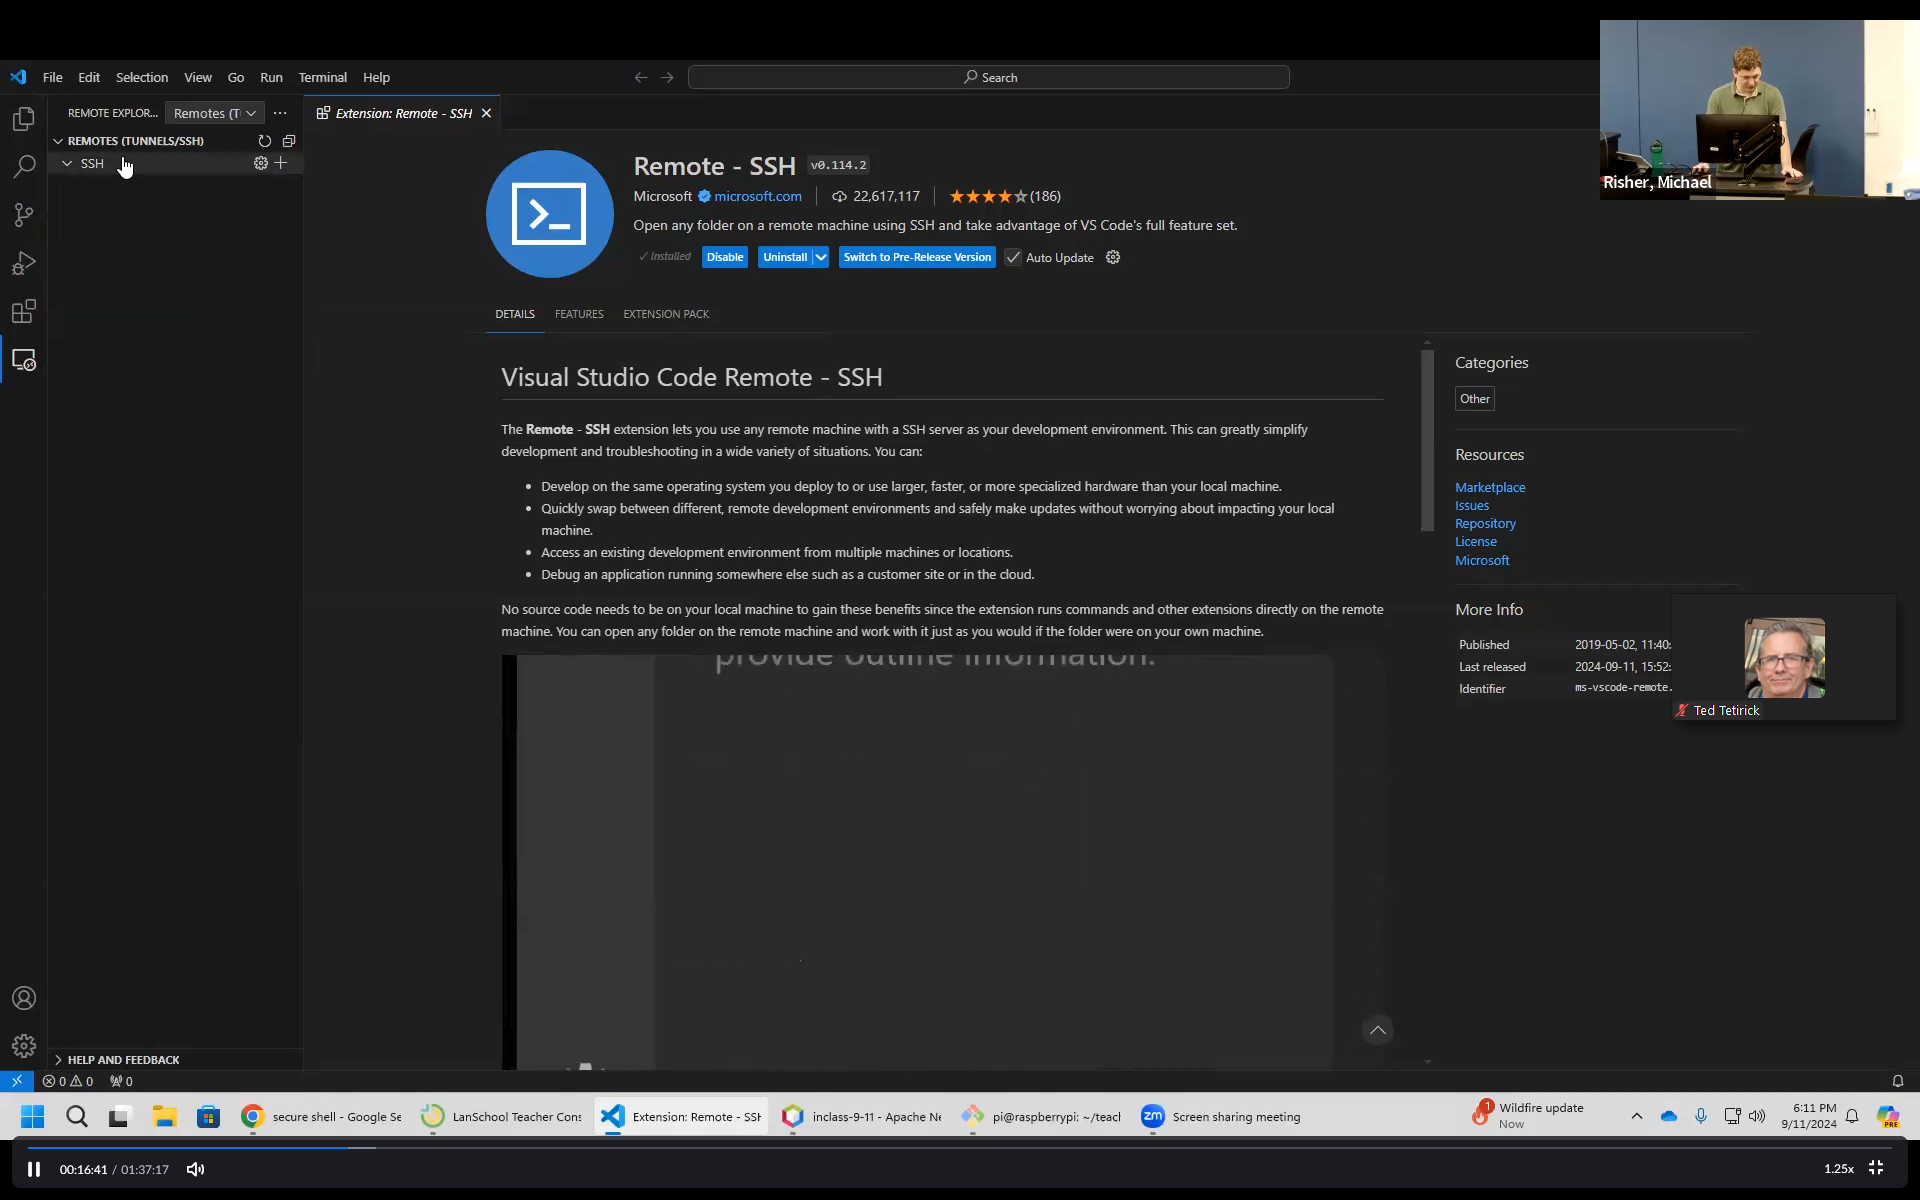 File Edit Selection View Go Run Terminal Help
Search
Risher, Michael
REMOTE EXPLOR... Remotes (T
Extension: Remote - SSH
REMOTES (TUNNELS/SSH)
SSH
Remote - SSH v0.114.2
Microsoft microsoft.com 22,617,117 (186)
Open any folder on a remote machine using SSH and take advantage of VS Code's full feature set.
Installed Disable Uninstall Switch to Pre-Release Version Auto Update
DETAILS FEATURES EXTENSION PACK
Visual Studio Code Remote - SSH
The Remote - SSH extension lets you use any remote machine with a SSH server as your development environment. This can greatly simplify
development and troubleshooting in a wide variety of situations. You can:
• Develop on the same operating system you deploy to or use larger, faster, or more specialized hardware than your local machine.
• Quickly swap between different, remote development environments and safely make updates without worrying about impacting your local
machine.
• Access an existing development environment from multiple machines or locations.
• Debug an application running somewhere else such as a customer site or in the cloud.
No source code needs to be on your local machine to gain these benefits since the extension runs commands and other extensions directly on the remote
machine. You can open any folder on the remote machine and work with it just as you would if the folder were on your own machine.
provide outline information.
Categories
Other
Resources
Marketplace
Issues
Repository
License
Microsoft
More Info
Published 2019-05-02, 11:40:
Last released 2024-09-11, 15:52:
Identifier ms-vscode-remote.
Ted Tetirick
HELP AND FEEDBACK
0 0 0
secure shell - Google Se
LanSchool Teacher Cons
Extension: Remote - SSH
inclass-9-11 - Apache Ne
pi@raspberrypi: ~/teacl
zm Screen sharing meeting
1 Wildfire update
Now
6:11 PM
9/11/2024
PRE
00:16:41 / 01:37:17
1.25x